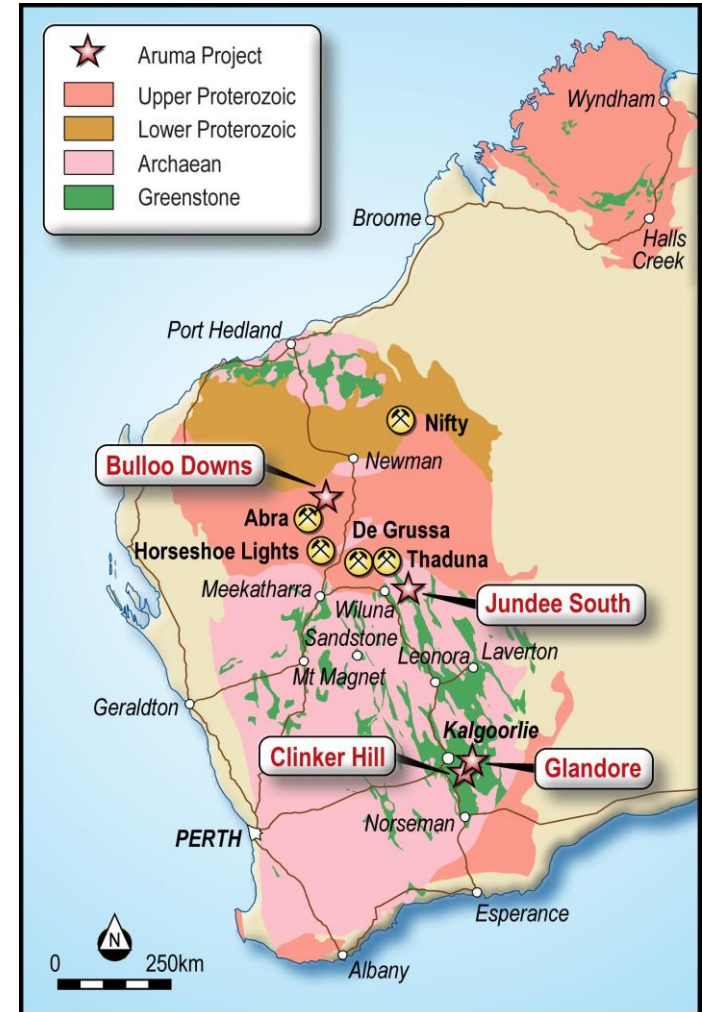 Aruma Project
Upper Proterozoic
Lower Proterozoic
Archaean
Greenstone
Wyndham
Broome
Halls
Creek
Port Hedland
Nifty
Newman
Bulloo Downs
Abra
De Grussa
Horseshoe Lights
Thaduna
Meekatharra
Wiluna
Jundee South
Sandstone
Leonora
Laverton
Mt Magnet
Geraldton
Kalgoorlie
Clinker Hill
Glandore
Norseman
PERTH
Esperance
N
0 250km
Albany